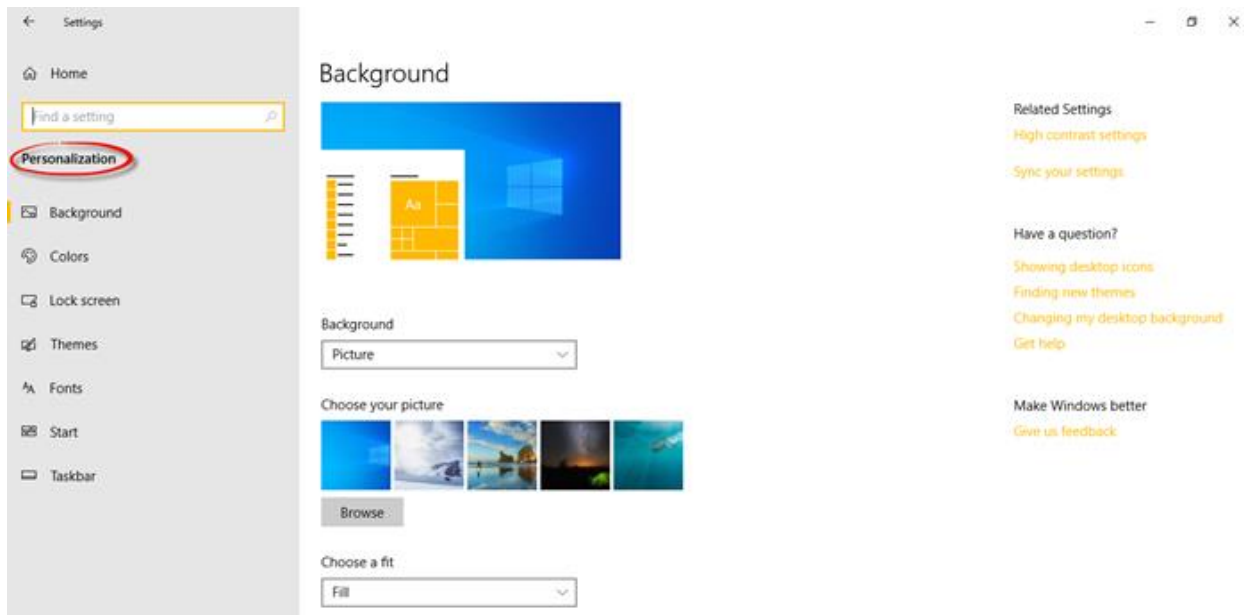 Settings
Home
Find a setting
Personalization
Background
Colors
Lock screen
Themes
Fonts
Start
Taskbar
Background
Aa
Background
Picture
Choose your picture
Browse
Choose a fit
Fill
Related Settings
High contrast settings
Sync your settings
Have a question?
Showing desktop icons
Finding new themes
Changing my desktop background
Get help
Make Windows better
Give us feedback